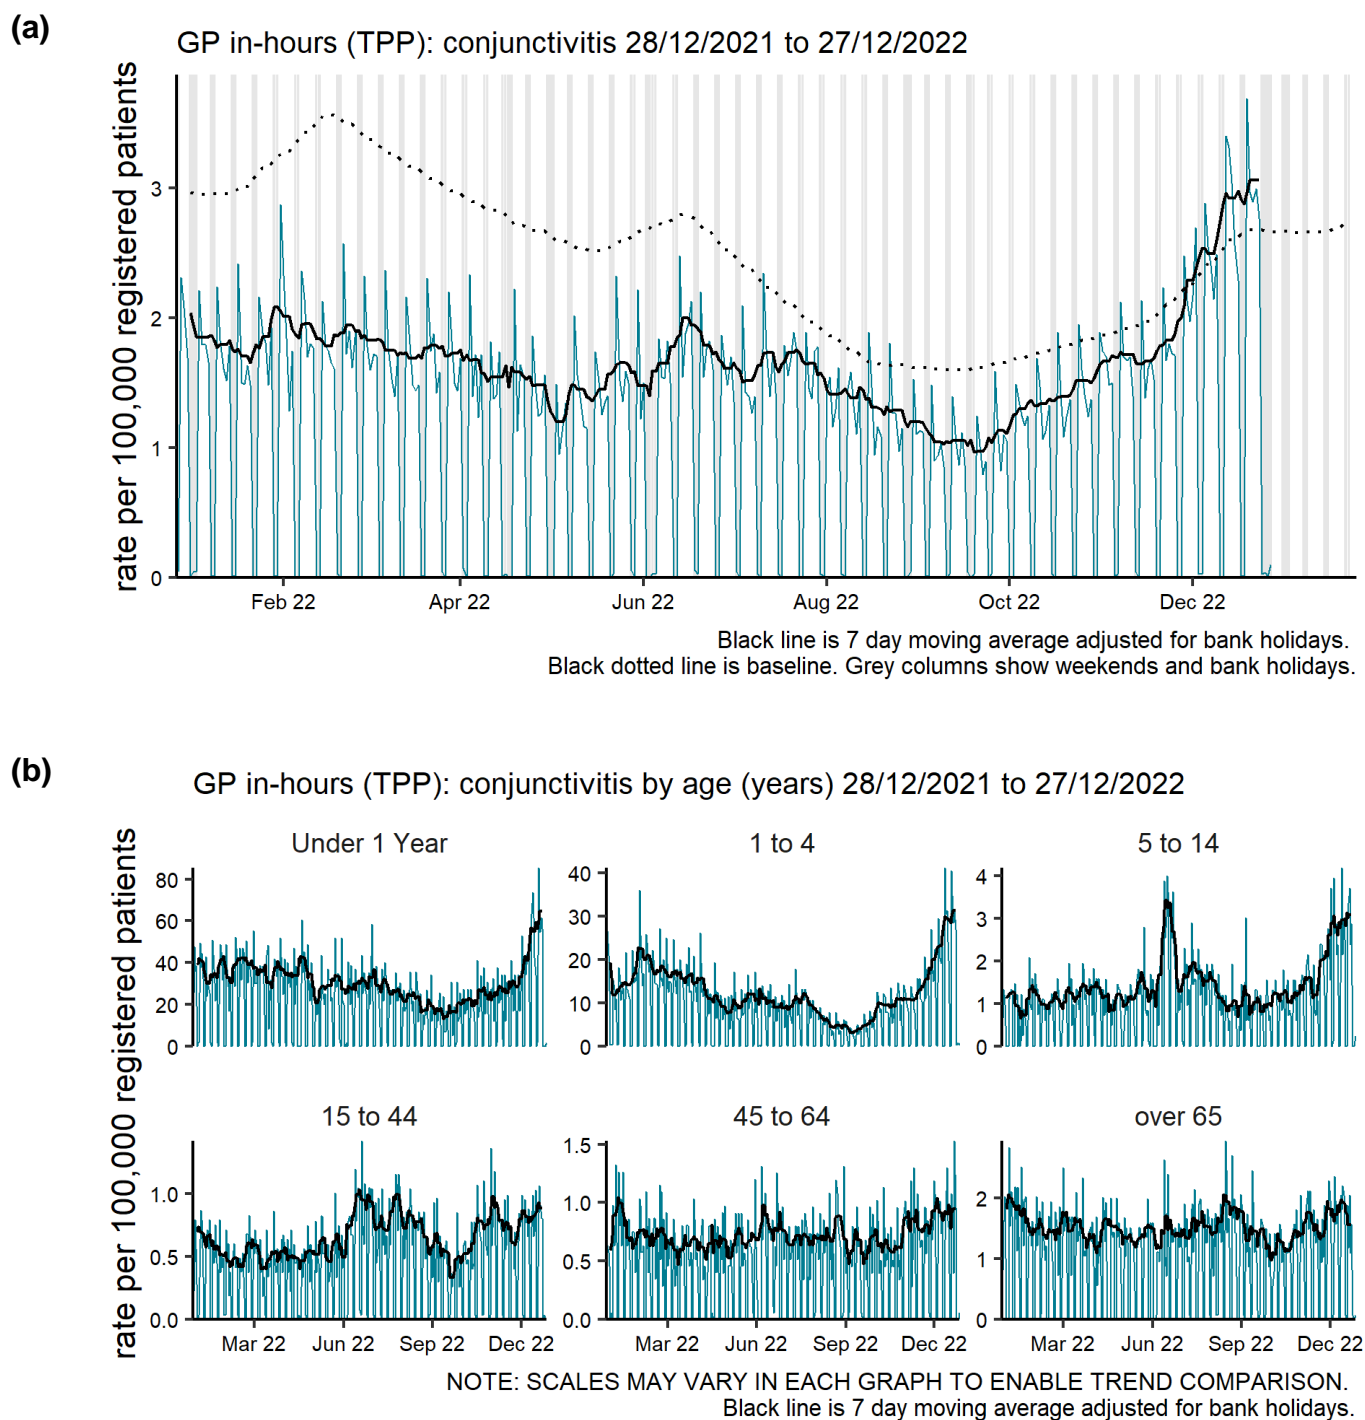 (a)
GP in-hours (TPP): conjunctivitis 28/12/2021 to 27/12/2022
rate per 100,000 registered patients
3
2
1
0
Feb 22 Apr 22 Jun 22 Aug 22 Oct 22 Dec 22
Black line is 7 day moving average adjusted for bank holidays.
Black dotted line is baseline. Grey columns show weekends and bank holidays.
(b)
GP in-hours (TPP): conjunctivitis by age (years) 28/12/2021 to 27/12/2022
rate per 100,000 registered patients
Under 1 Year
80
60
40
20
0
1 to 4
40
30
20
10
0
5 to 14
4
3
2
1
0
15 to 44
1.0
0.5
0.0
Mar 22 Jun 22 Sep 22 Dec 22
45 to 64
1.5
1.0
0.5
0.0
Mar 22 Jun 22 Sep 22 Dec 22
over 65
2
1
0
Mar 22 Jun 22 Sep 22 Dec 22
NOTE: SCALES MAY VARY IN EACH GRAPH TO ENABLE TREND COMPARISON.
Black line is 7 day moving average adjusted for bank holidays.